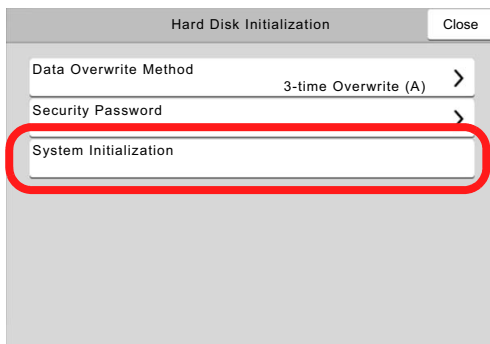 Hard Disk Initialization Close
Data Overwrite Method
3-time Overwrite (A)
Security Password
System Initialization